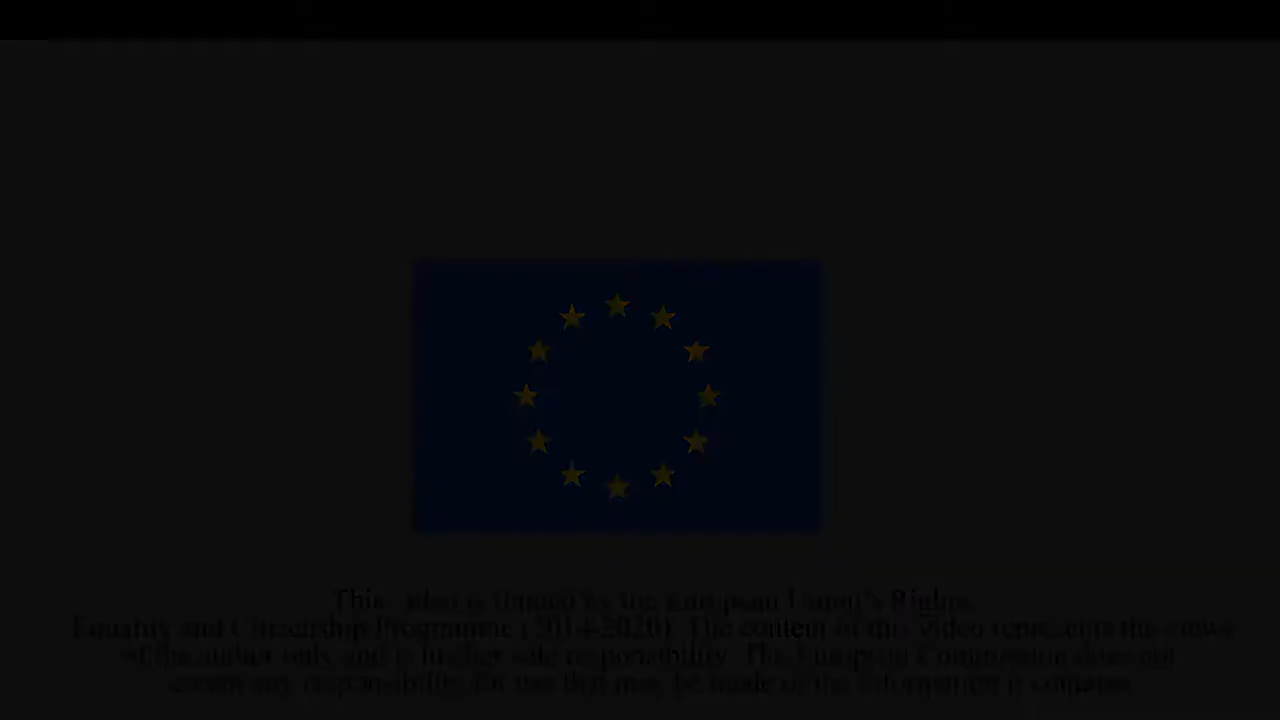 This video is funded by the European Union's Rights,
Equality and Citizenship Programme (2014-2020). The content of this video represents the views
of the author only and is his/her sole responsibility. The European Commission does not
accept any responsibility for use that may be made of the information it contains.